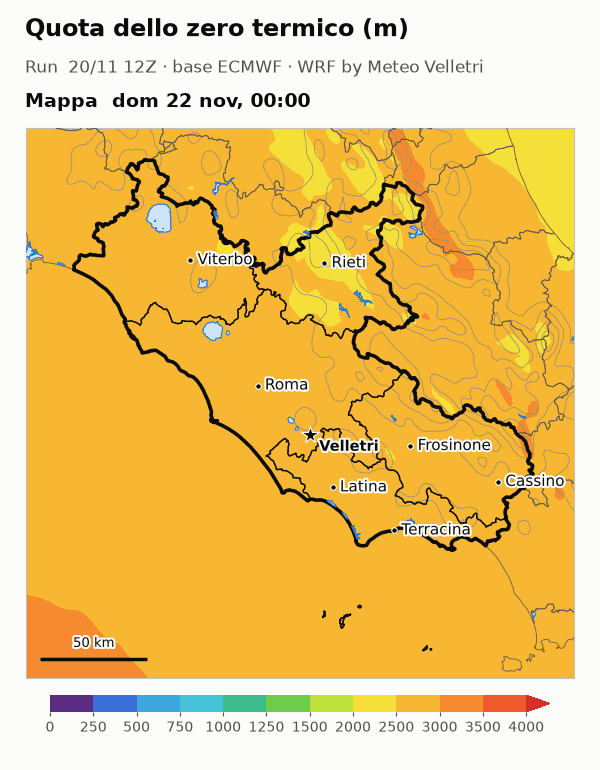 Quota dello zero termico (m)
Run 20/11 12Z · base ECMWF · WRF by Meteo Velletri
Mappa dom 22 nov, 00:00
Viterbo
Rieti
Roma
Velletri
Frosinone
Latina
Cassino
Terracina
50 km
0 250 500 750 1000 1250 1500 2000 2500 3000 3500 4000